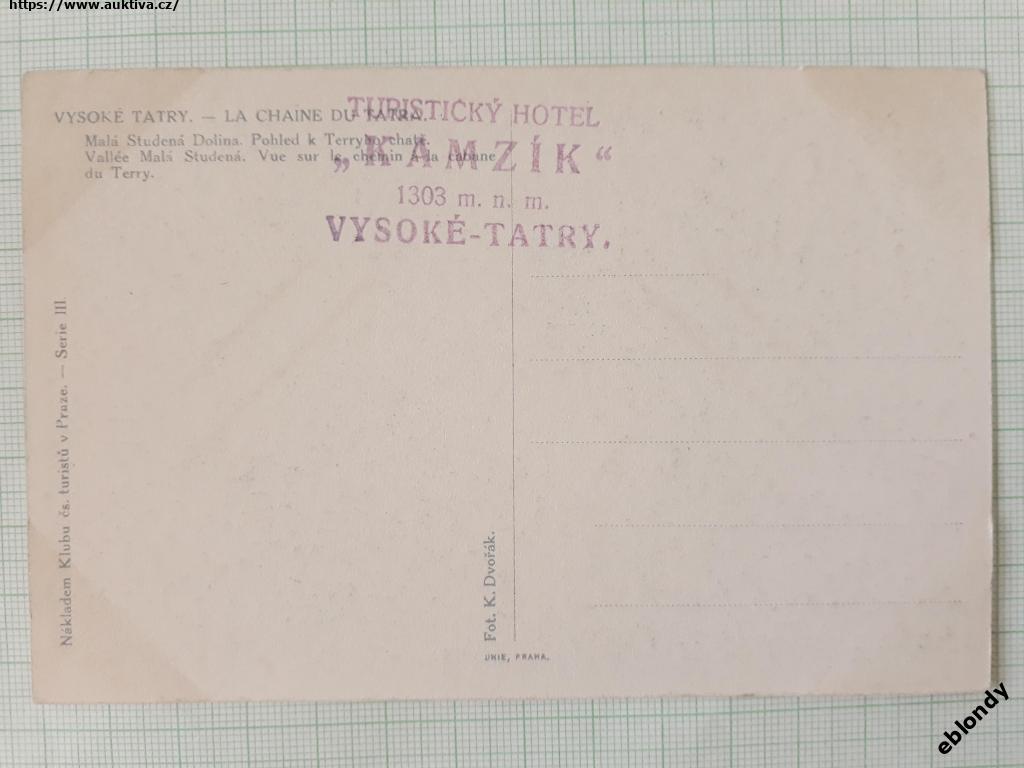 https://www.auktiva.cz/
VYSOKÉ TATRY. — LA CHAINE DU TATRA.
Malá Studená Dolina. Pohled k Terryho chatě.
Vallée Malá Studená. Vue sur le chemin à la cabane
du Terry.
TURISTICKÝ HOTEL
„KAMZÍK“
1303 m. n. m.
VYSOKÉ-TATRY.
Nákladem Klubu čs. turistů v Praze. — Serie III.
Fot. K. Dvořák.
UNIE, PRAHA.
eblondy